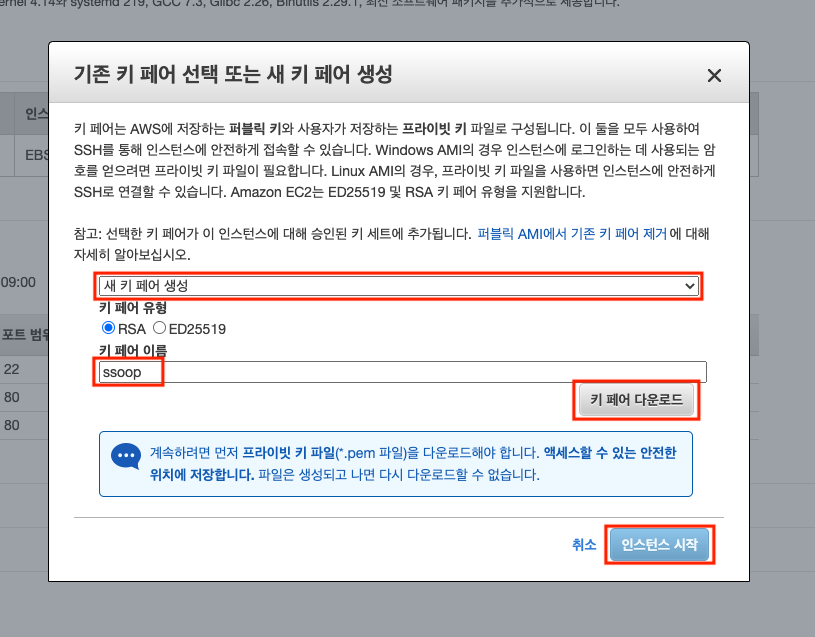 ernel 4.14와 systemd 219, GCC 7.3, Glibc 2.26, Binutils 2.29.1, 최신 소프트웨어 패키지를 추가적으로 제공합니다.
기존 키 페어 선택 또는 새 키 페어 생성
인스
키 페어는 AWS에 저장하는 퍼블릭 키와 사용자가 저장하는 프라이빗 키 파일로 구성됩니다. 이 둘을 모두 사용하여
EBS
SSH를 통해 인스턴스에 안전하게 접속할 수 있습니다. Windows AMI의 경우 인스턴스에 로그인하는 데 사용되는 암
호를 얻으려면 프라이빗 키 파일이 필요합니다. Linux AMI의 경우, 프라이빗 키 파일을 사용하면 인스턴스에 안전하게
SSH로 연결할 수 있습니다. Amazon EC2는 ED25519 및 RSA 키 페어 유형을 지원합니다.
참고: 선택한 키 페어가 이 인스턴스에 대해 승인된 키 세트에 추가됩니다. 퍼블릭 AMI에서 기존 키 페어 제거에 대해
자세히 알아보십시오.
09:00
새 키 페어 생성
키 페어 유형
RSA ED25519
포트 범위
키 페어 이름
22
ssoop
80
키 페어 다운로드
80
계속하려면 먼저 프라이빗 키 파일(*.pem 파일)을 다운로드해야 합니다. 액세스할 수 있는 안전한
위치에 저장합니다. 파일은 생성되고 나면 다시 다운로드할 수 없습니다.
취소 인스턴스 시작